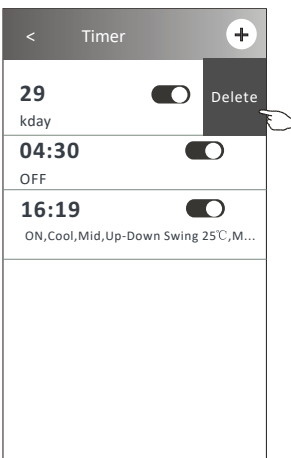 < Timer +
29
kday
Delete
04:30
OFF
16:19
ON,Cool,Mid,Up-Down Swing 25℃,M...